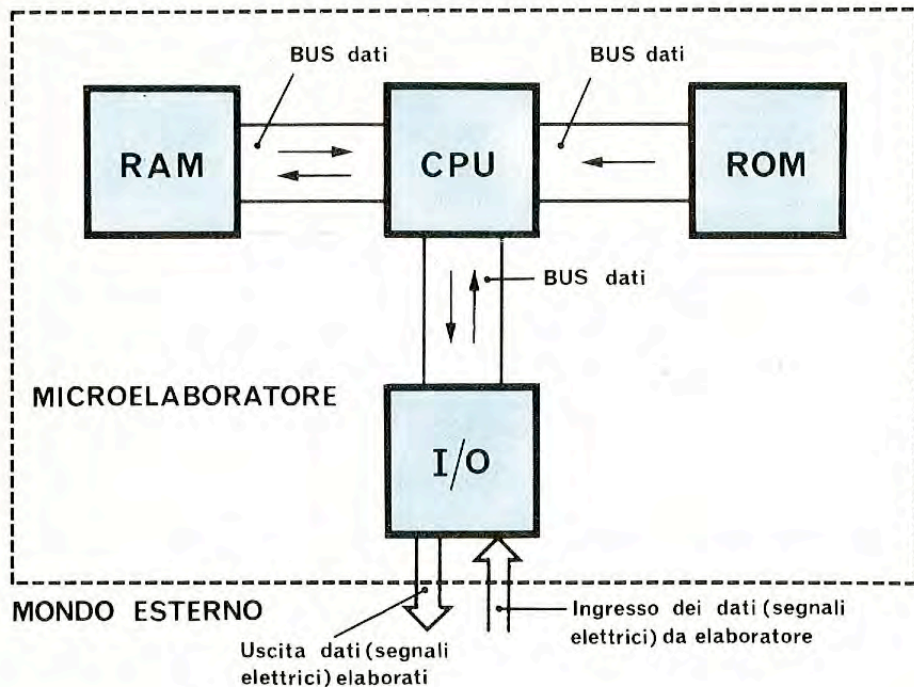 BUS dati
BUS dati
RAM
CPU
ROM
BUS dati
MICROELABORATORE
I/O
MONDO ESTERNO
Uscita dati (segnali
elettrici) elaborati
Ingresso dei dati (segnali
elettrici) da elaboratore